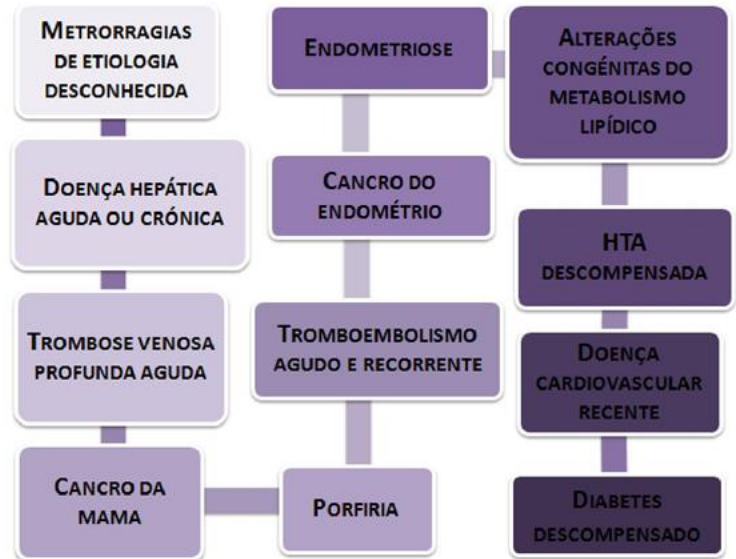 METRORRAGIAS
DE ETIOLOGIA
DESCONHECIDA
DOENÇA HEPÁTICA
AGUDA OU CRÓNICA
TROMBOSE VENOSA
PROFUNDA AGUDA
CANCRO DA
MAMA
PORFIRIA
TROMBOEMBOLISMO
AGUDO E RECORRENTE
CANCRO DO
ENDOMÉTRIO
ENDOMETRIOSE
ALTERAÇÕES
CONGÉNITAS DO
METABOLISMO
LIPÍDICO
HTA
DESCOMPENSADA
DOENÇA
CARDIOVASCULAR
RECENTE
DIABETES
DESCOMPENSADO